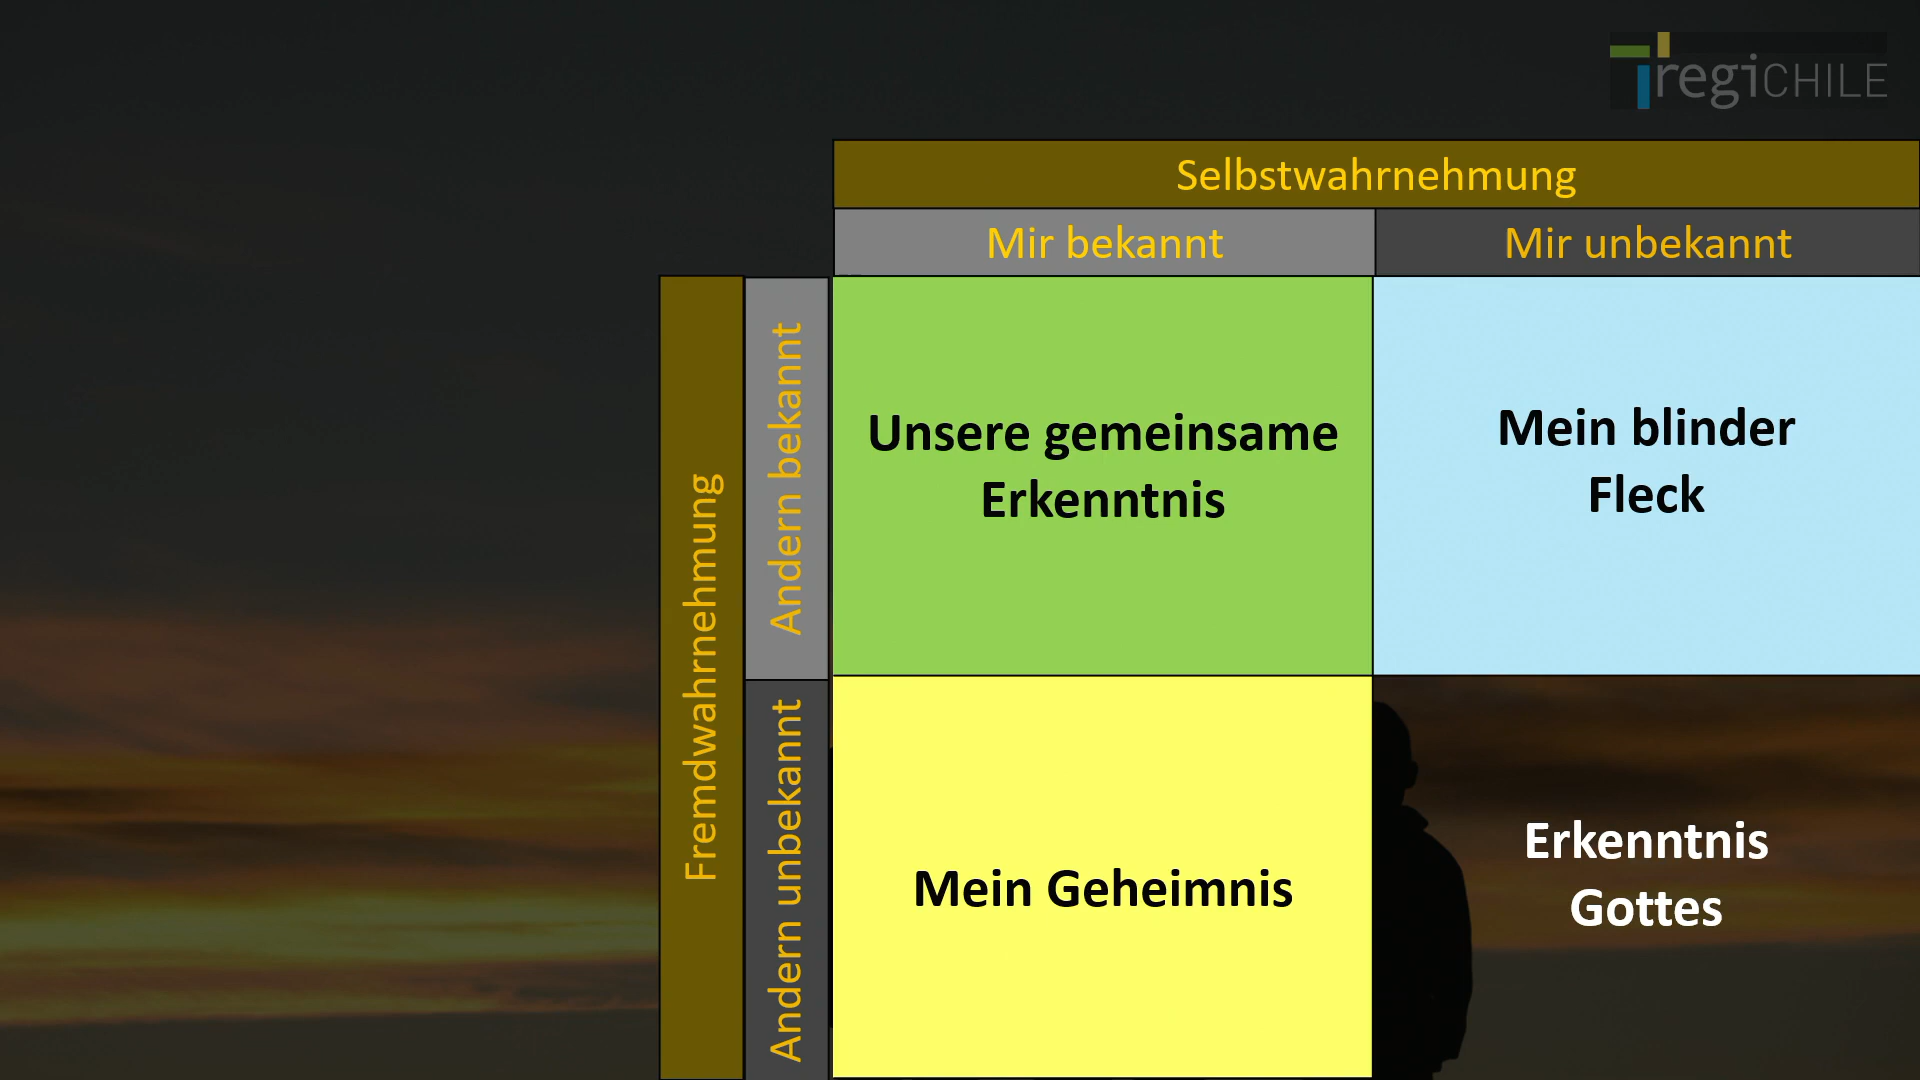 regiCHILE
Selbstwahrnehmung
Mir bekannt
Mir unbekannt
Fremdwahrnehmung
Andern bekannt
Andern unbekannt
Unsere gemeinsame
Erkenntnis
Mein blinder
Fleck
Mein Geheimnis
Erkenntnis
Gottes